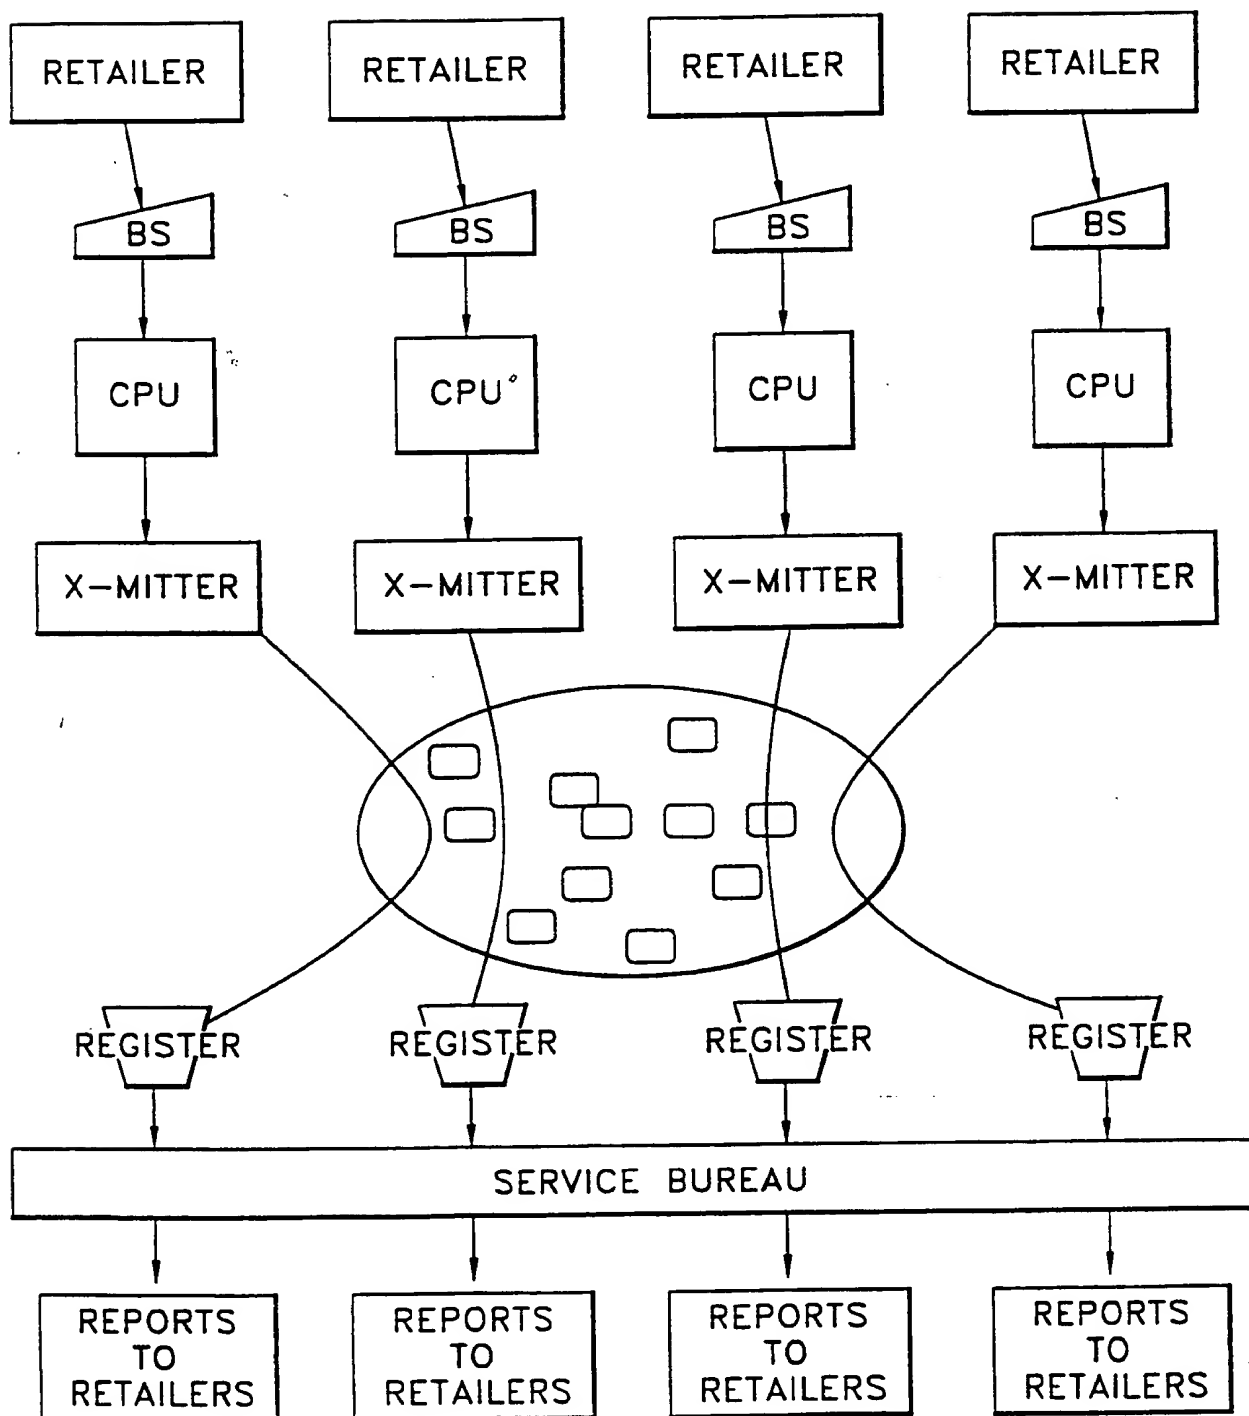 RETAILER RETAILER RETAILER RETAILER
BS BS BS BS
CPU CPU CPU CPU
X-MITTER X-MITTER X-MITTER X-MITTER
REGISTER REGISTER REGISTER REGISTER
SERVICE BUREAU
REPORTS TO RETAILERS
REPORTS TO RETAILERS
REPORTS TO RETAILERS
REPORTS TO RETAILERS